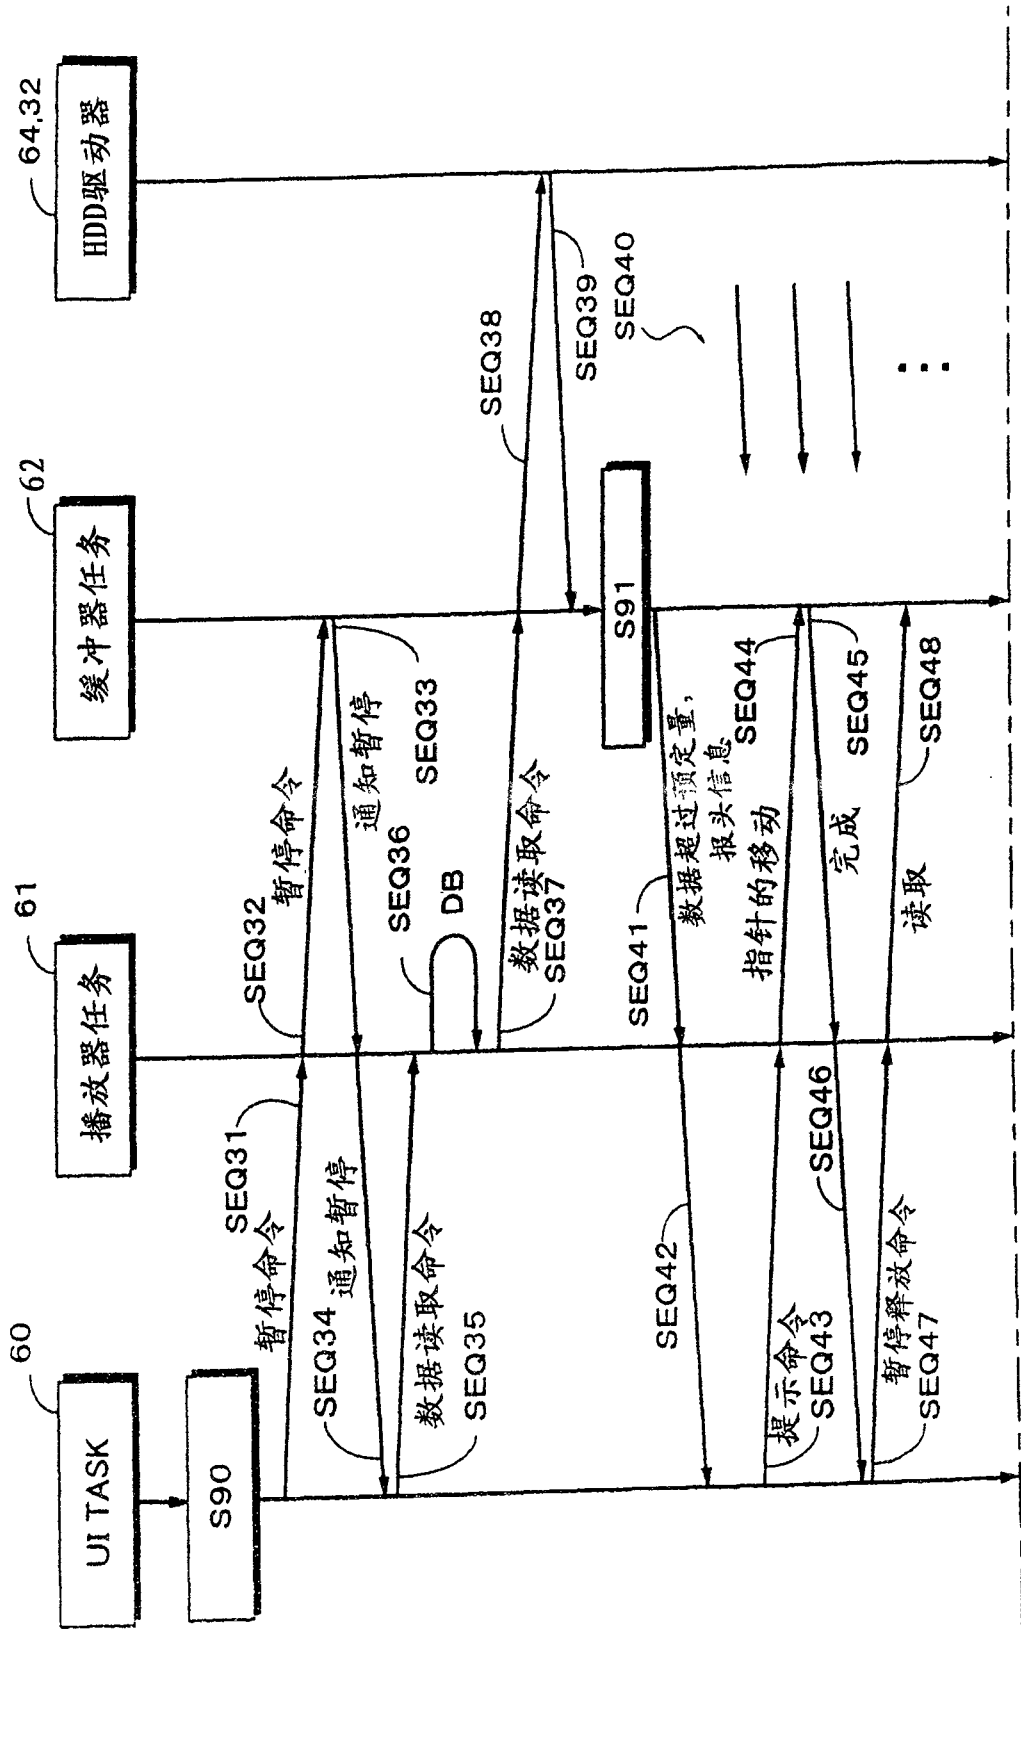 60
61
62
64,32
UI TASK
播放器任务
缓冲器任务
HDD驱动器
S90
暂停命令
SEQ31
SEQ32
暂停命令
SEQ34
通知暂停
通知暂停
SEQ33
数据读取命令
SEQ35
SEQ36
DB
数据读取命令
SEQ37
SEQ38
SEQ39
SEQ40
S91
SEQ41
数据超过预定量,
报头信息
SEQ42
提示命令
SEQ43
指针的移动
SEQ44
SEQ45
完成
SEQ46
暂停释放命令
SEQ47
读取
SEQ48